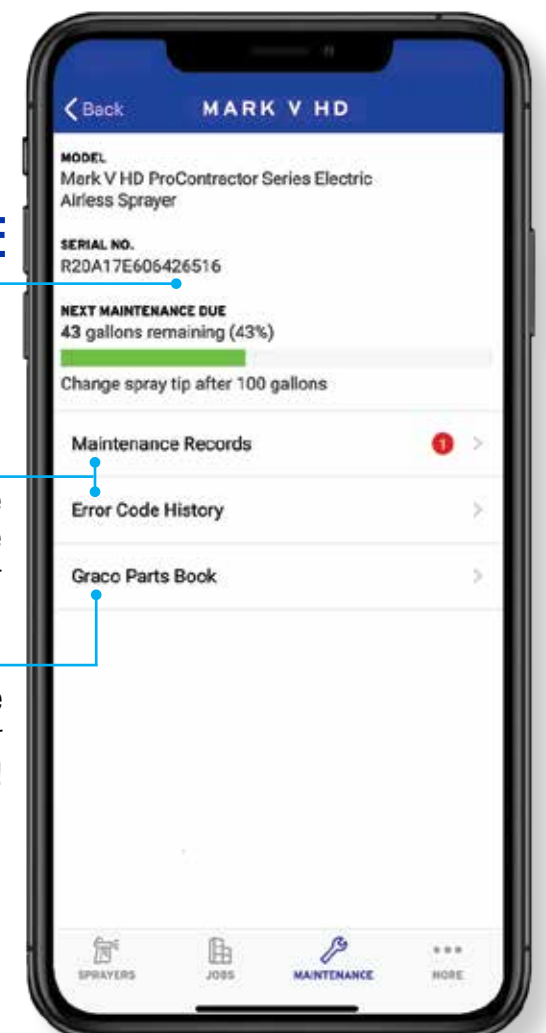 Back MARK V HD
MODEL
Mark V HD ProContractor Series Electric
Airless Sprayer
E
SERIAL NO.
R20A17E606426516
NEXT MAINTENANCE DUE
43 gallons remaining (43%)
Change spray tip after 100 gallons
Maintenance Records 1
Error Code History
Graco Parts Book
SPRAYERS JOBS MAINTENANCE MORE